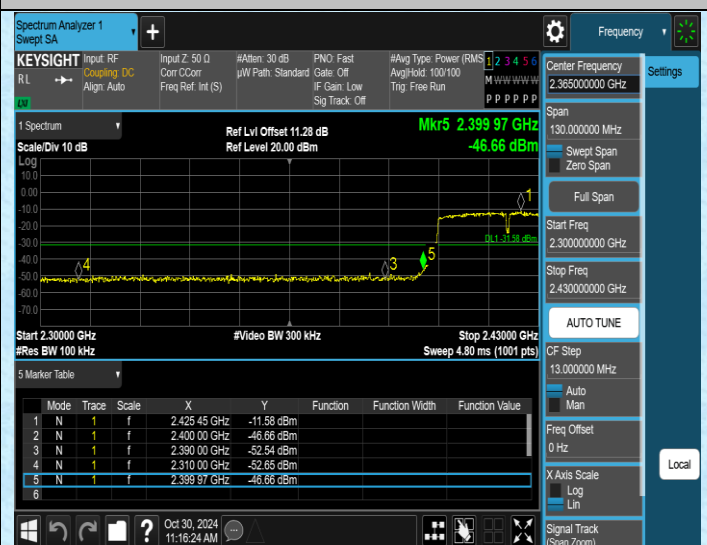 Spectrum Analyzer 1
Swept SA
+
Frequency
KEYSIGHT
RL
LXI
Input: RF
Coupling: DC
Align: Auto
Input Z: 50 Ω
Corr CCorr
Freq Ref: Int (S)
#Atten: 30 dB
µW Path: Standard
PNO: Fast
Gate: Off
IF Gain: Low
Sig Track: Off
#Avg Type: Power (RMS
Avg|Hold: 100/100
Trig: Free Run
1 2 3 4 5 6
M W W W W W
P P P P P P
Center Frequency
2.365000000 GHz
Settings
Span
130.000000 MHz
Swept Span
Zero Span
Full Span
Start Freq
2.300000000 GHz
Stop Freq
2.430000000 GHz
AUTO TUNE
CF Step
13.000000 MHz
Auto
Man
Freq Offset
0 Hz
X Axis Scale
Log
Lin
Signal Track
(Span Zoom)
Local
1 Spectrum
Scale/Div 10 dB
Ref Lvl Offset 11.28 dB
Ref Level 20.00 dBm
Mkr5 2.399 97 GHz
-46.66 dBm
Log
10.0
0.00
-10.0
-20.0
-30.0
-40.0
-50.0
-60.0
-70.0
1
DL1 -31.58 dBm
5
4
3
Start 2.30000 GHz
#Res BW 100 kHz
#Video BW 300 kHz
Stop 2.43000 GHz
Sweep 4.80 ms (1001 pts)
5 Marker Table
Mode Trace Scale X Y Function Function Width Function Value
1 N 1 f 2.425 45 GHz -11.58 dBm
2 N 1 f 2.400 00 GHz -46.66 dBm
3 N 1 f 2.390 00 GHz -52.54 dBm
4 N 1 f 2.310 00 GHz -52.65 dBm
5 N 1 f 2.399 97 GHz -46.66 dBm
6
?
Oct 30, 2024
11:16:24 AM